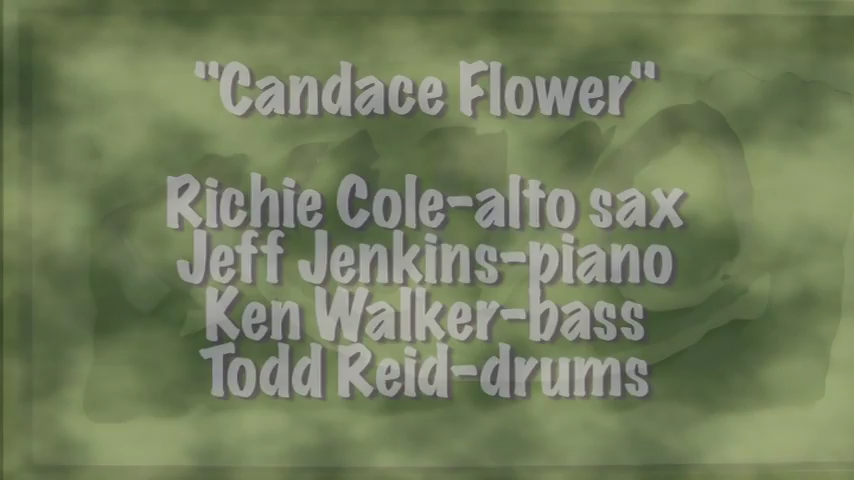 "Candace Flower"
Richie Cole-alto sax
Jeff Jenkins-piano
Ken Walker-bass
Todd Reid-drums